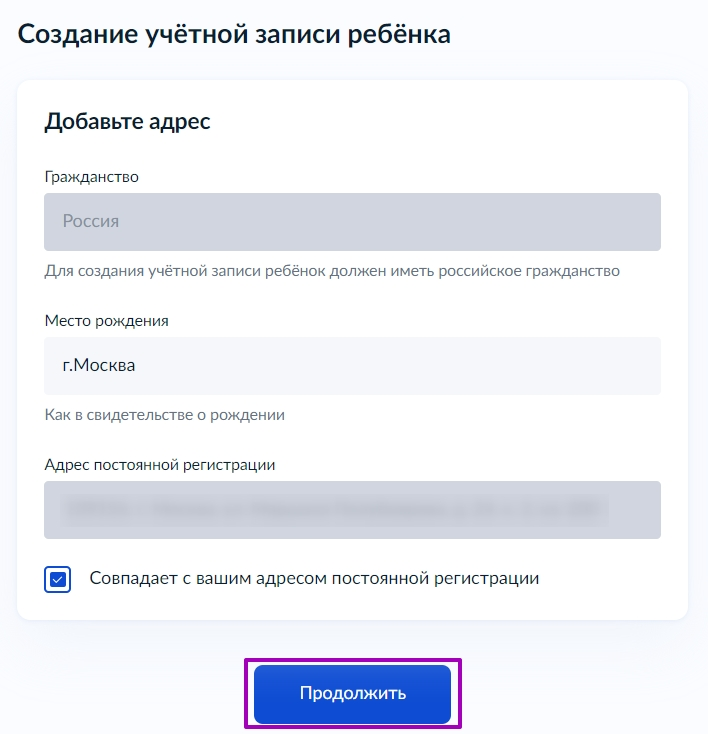 Создание учётной записи ребёнка
Добавьте адрес
Гражданство
Россия
Для создания учётной записи ребёнок должен иметь российское гражданство
Место рождения
г.Москва
Как в свидетельстве о рождении
Адрес постоянной регистрации
Совпадает с вашим адресом постоянной регистрации
Продолжить